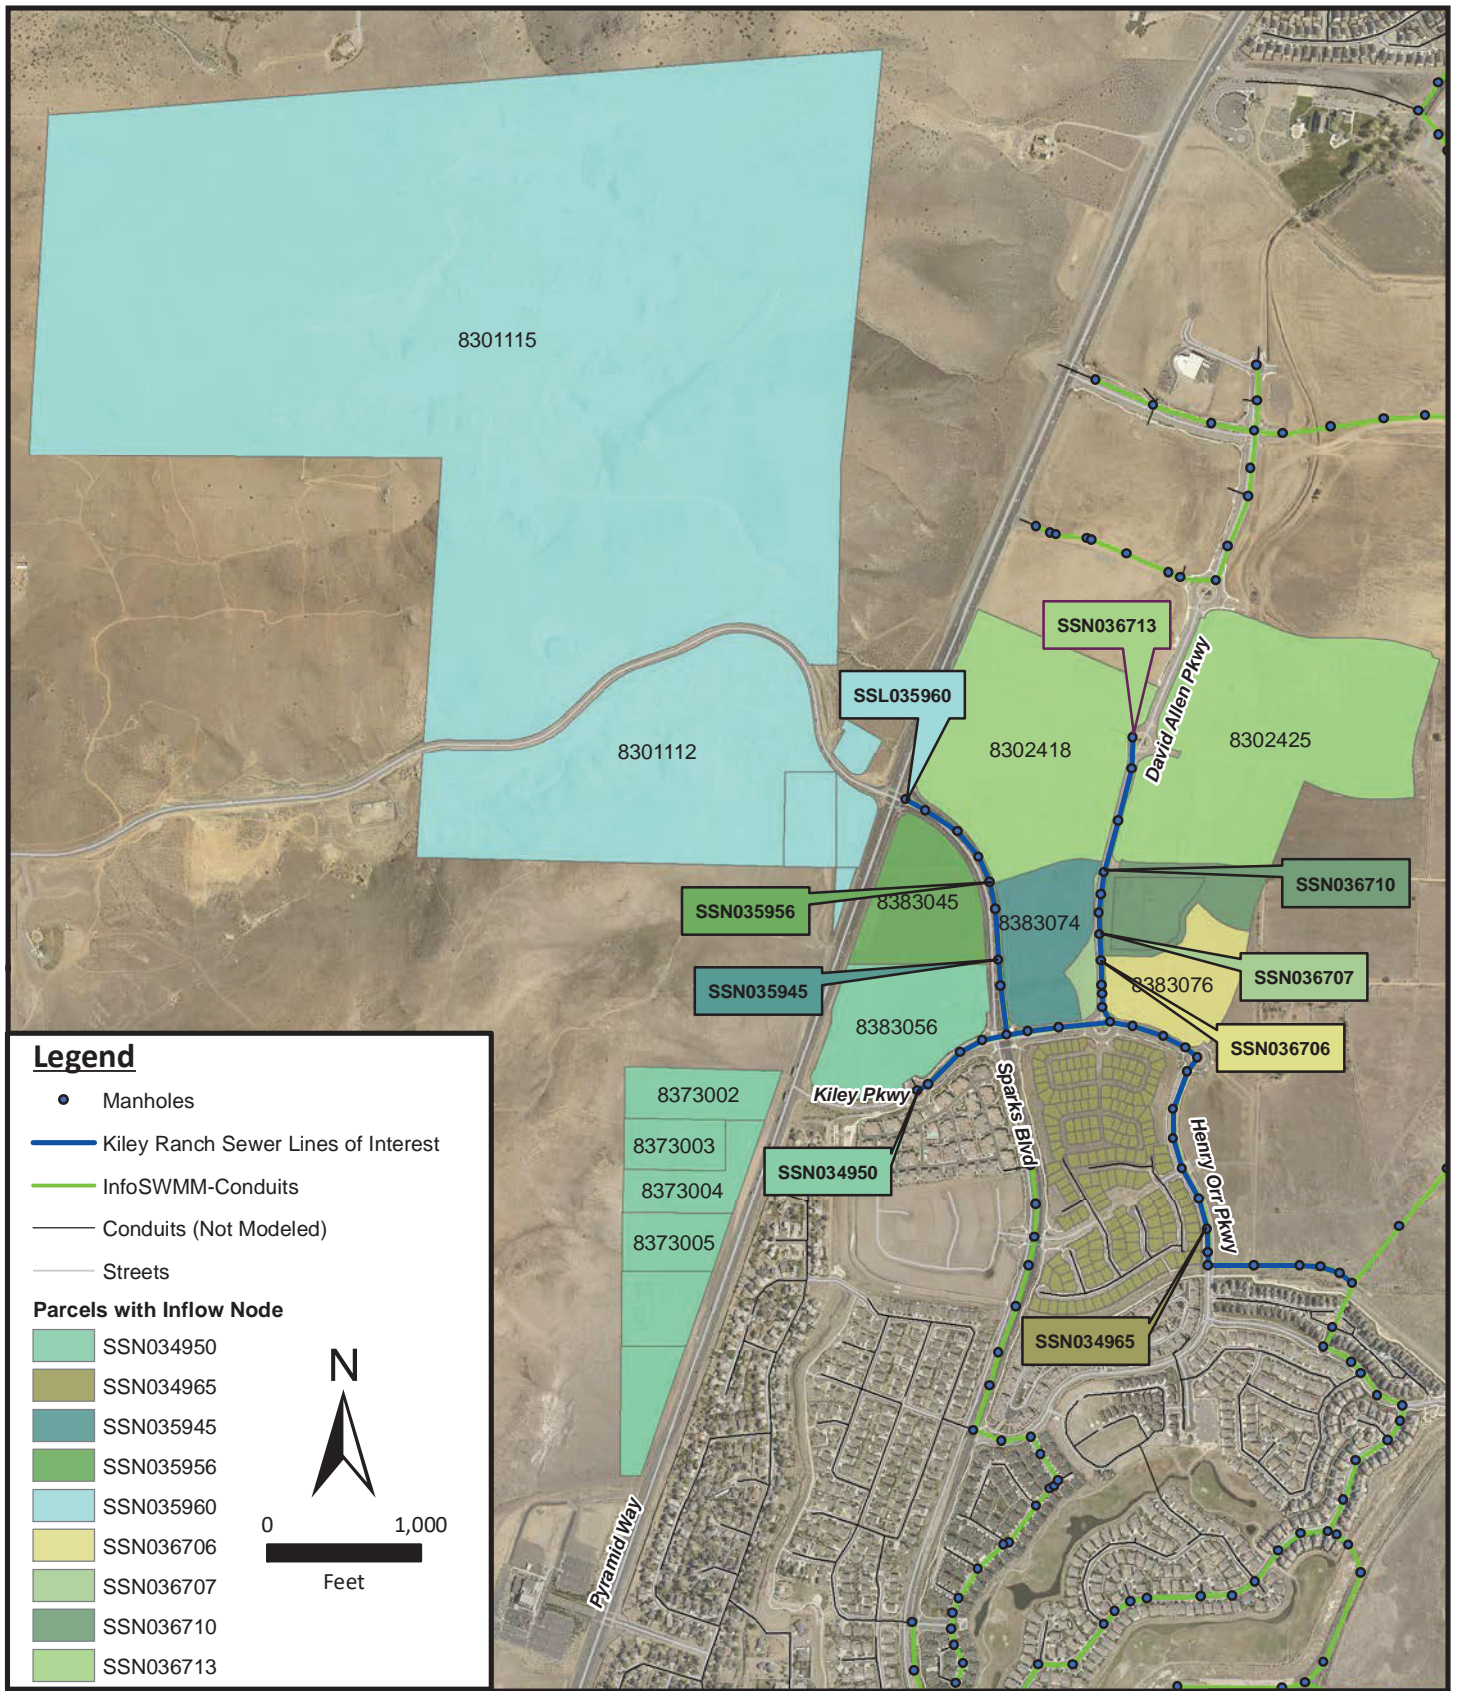 8301115
SSN036713
David Allen Pkwy
SSL035960
8302418
8302425
8301112
SSN035956
8383045
8383074
SSN036710
SSN035945
8383076
SSN036707
8383056
SSN036706
Kiley Pkwy
Sparks Blvd
Henry Orr Pkwy
SSN034950
8373002
8373003
8373004
8373005
SSN034965
Pyramid Way
Legend
Manholes
Kiley Ranch Sewer Lines of Interest
InfoSWMM-Conduits
Conduits (Not Modeled)
Streets
Parcels with Inflow Node
SSN034950
SSN034965
SSN035945
SSN035956
SSN035960
SSN036706
SSN036707
SSN036710
SSN036713
N
0 1,000
Feet